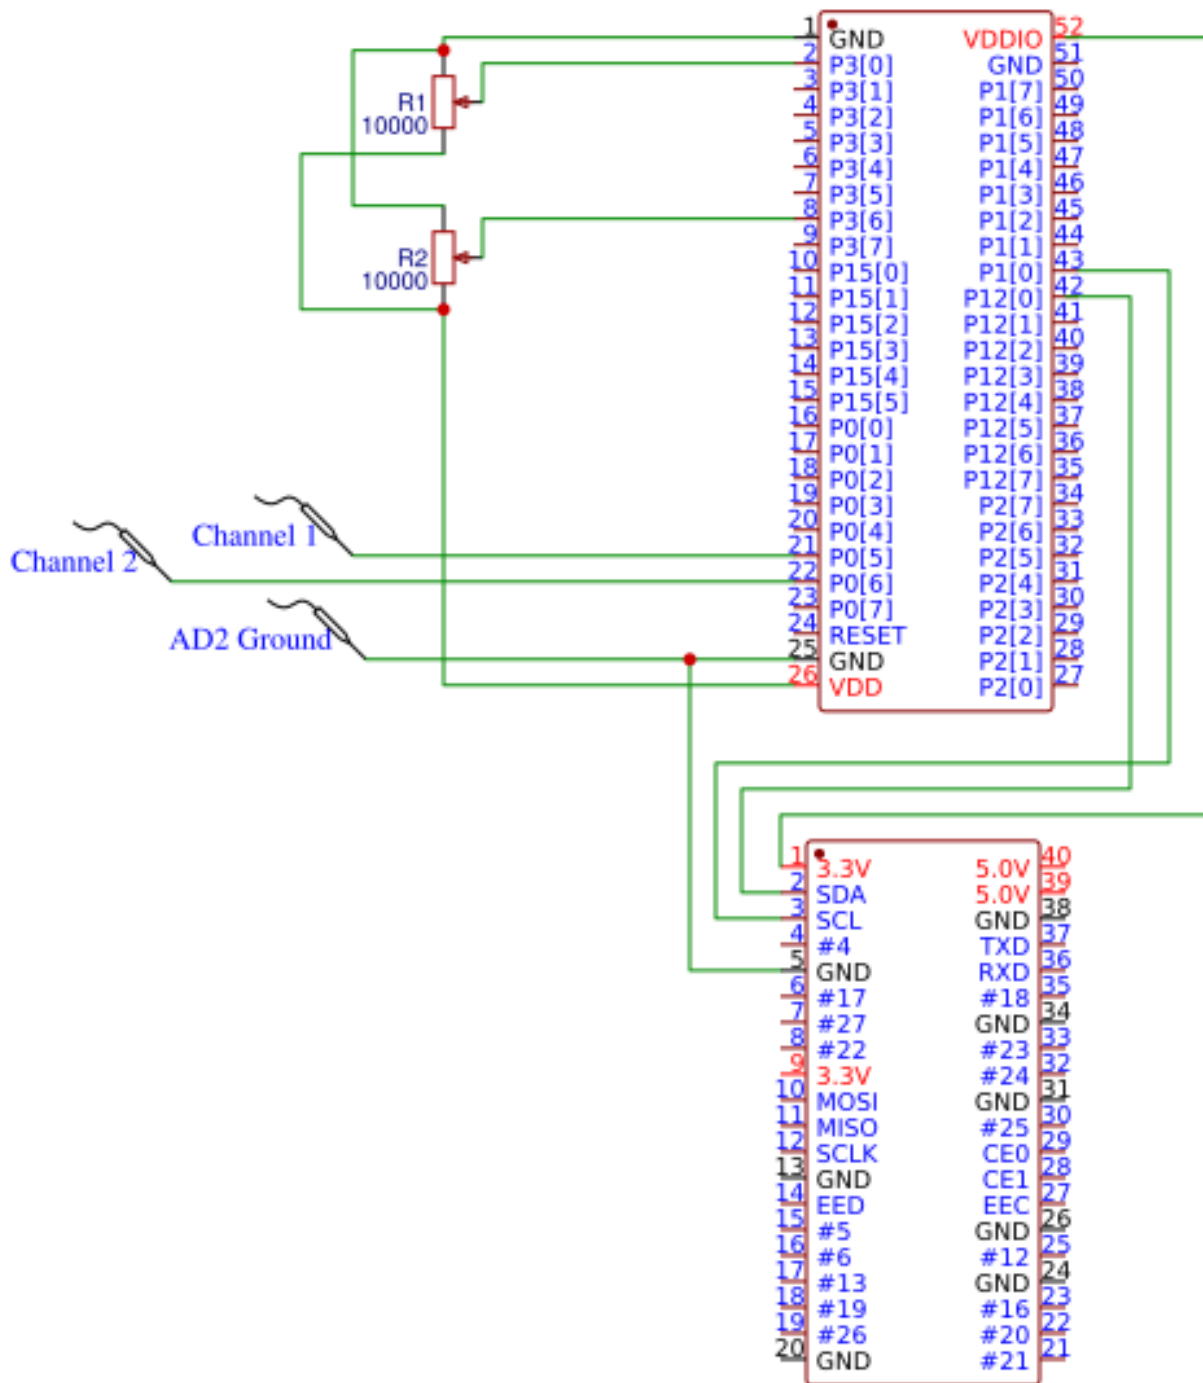 1 GND VDDIO 52
2 P3[0] GND 51
3 P3[1] P1[7] 50
4 P3[2] P1[6] 49
5 P3[3] P1[5] 48
6 P3[4] P1[4] 47
7 P3[5] P1[3] 46
8 P3[6] P1[2] 45
9 P3[7] P1[1] 44
10 P15[0] P1[0] 43
11 P15[1] P12[0] 42
12 P15[2] P12[1] 41
13 P15[3] P12[2] 40
14 P15[4] P12[3] 39
15 P15[5] P12[4] 38
16 P0[0] P12[5] 37
17 P0[1] P12[6] 36
18 P0[2] P12[7] 35
19 P0[3] P2[7] 34
20 P0[4] P2[6] 33
21 P0[5] P2[5] 32
22 P0[6] P2[4] 31
23 P0[7] P2[3] 30
24 RESET P2[2] 29
25 GND P2[1] 28
26 VDD P2[0] 27
R1
10000
R2
10000
Channel 1
Channel 2
AD2 Ground
1 3.3V 5.0V 40
2 SDA 5.0V 39
3 SCL GND 38
4 #4 TXD 37
5 GND RXD 36
6 #17 #18 35
7 #27 GND 34
8 #22 #23 33
9 3.3V #24 32
10 MOSI GND 31
11 MISO #25 30
12 SCLK CE0 29
13 GND CE1 28
14 EED EEC 27
15 #5 GND 26
16 #6 #12 25
17 #13 GND 24
18 #19 #16 23
19 #26 #20 22
20 GND #21 21